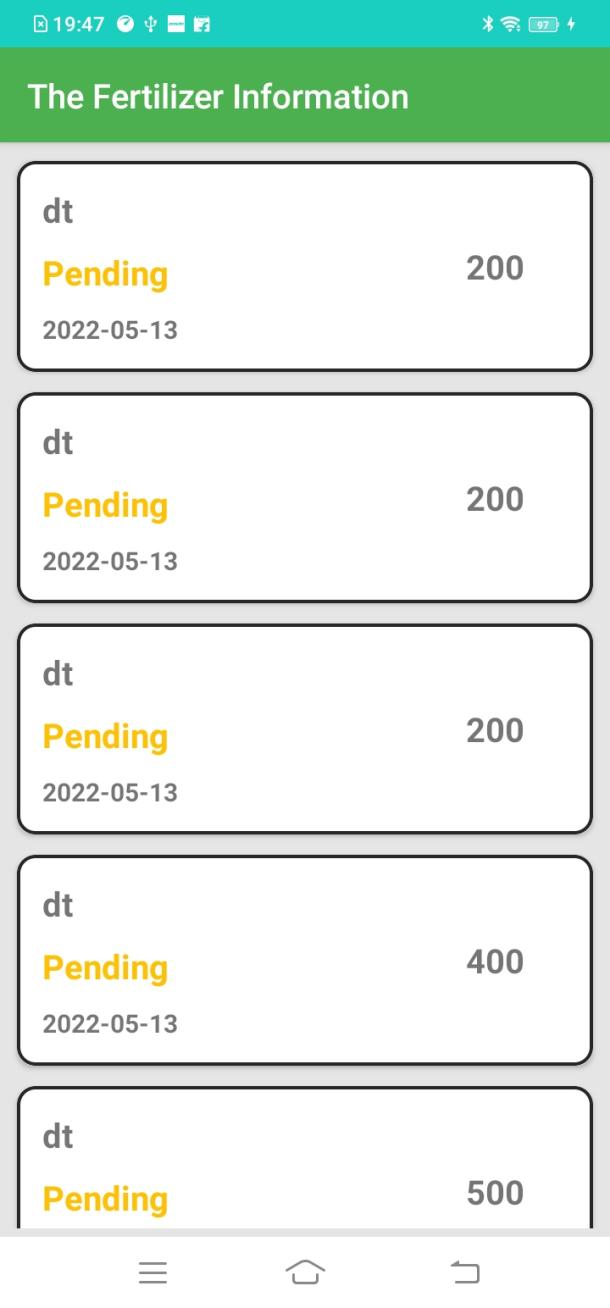 19:47
97
The Fertilizer Information
dt
Pending
200
2022-05-13
dt
Pending
200
2022-05-13
dt
Pending
200
2022-05-13
dt
Pending
400
2022-05-13
dt
Pending
500